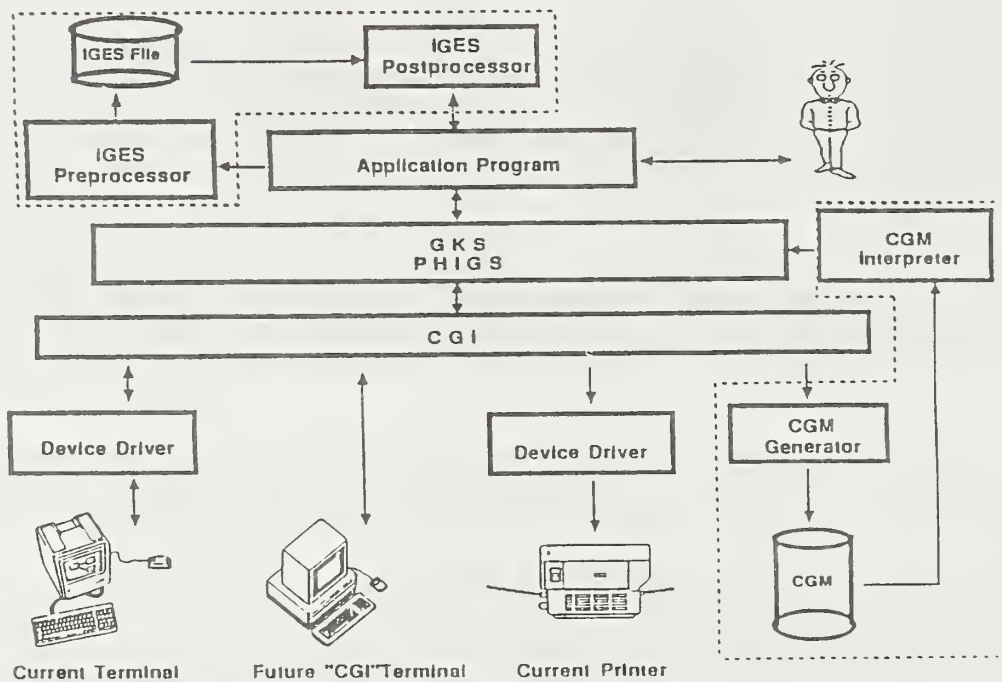 IGES File
IGES
Postprocessor
IGES
Preprocessor
Application Program
GKS
PHIGS
CGM
Interpreter
CGI
Device Driver
Device Driver
CGM
Generator
CGM
Current Terminal
Future "CGI" Terminal
Current Printer